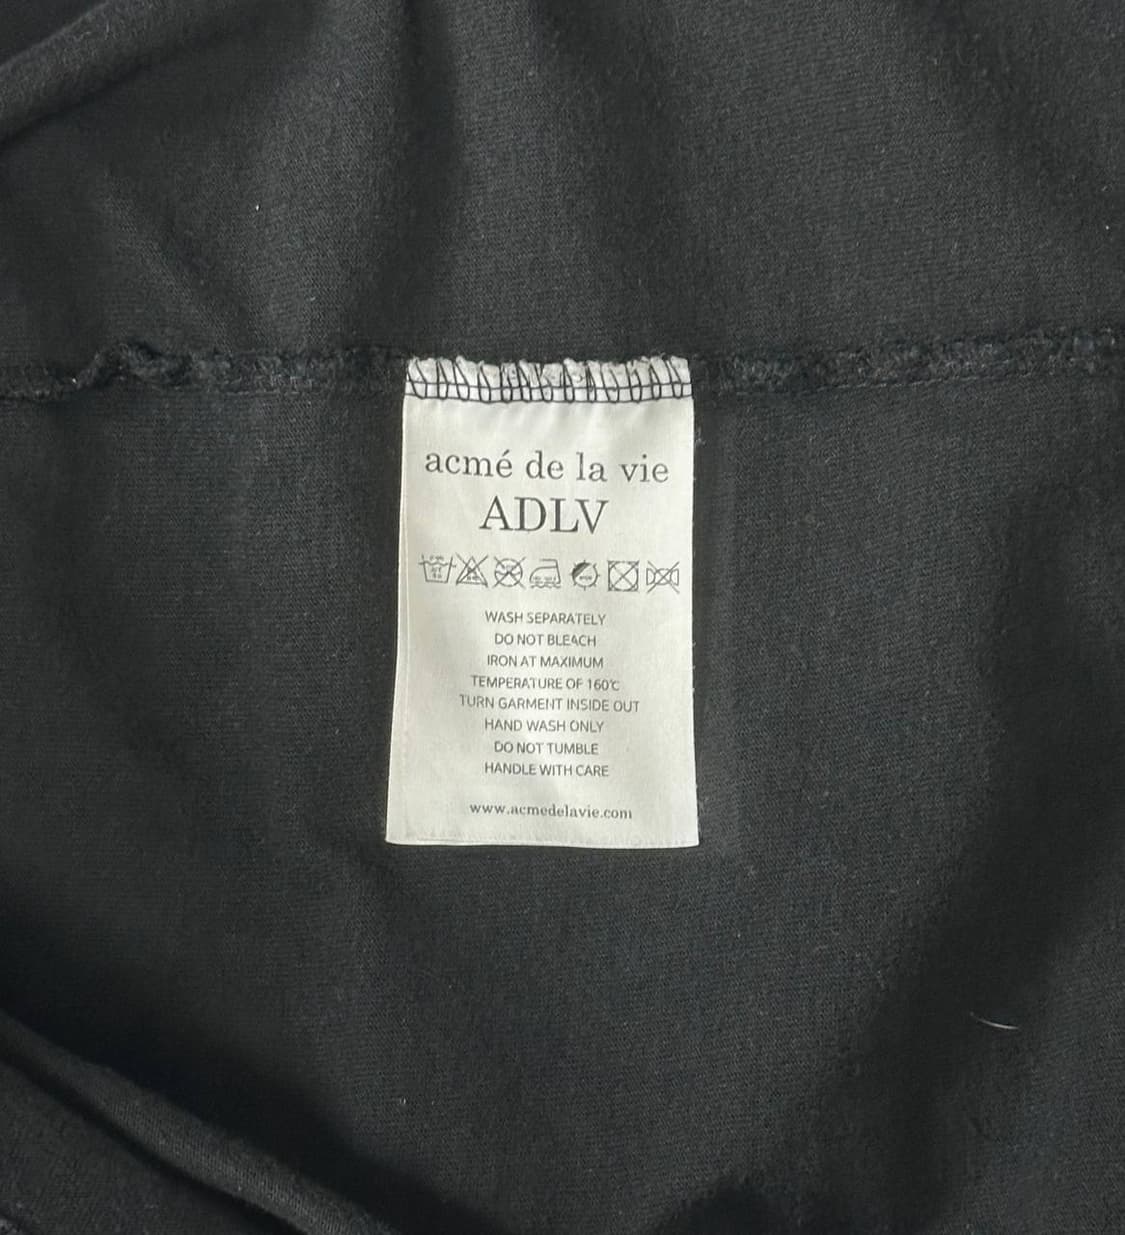 acmé de la vie
ADLV
WASH SEPARATELY
DO NOT BLEACH
IRON AT MAXIMUM
TEMPERATURE OF 160℃
TURN GARMENT INSIDE OUT
HAND WASH ONLY
DO NOT TUMBLE
HANDLE WITH CARE
www.acmedelavie.com